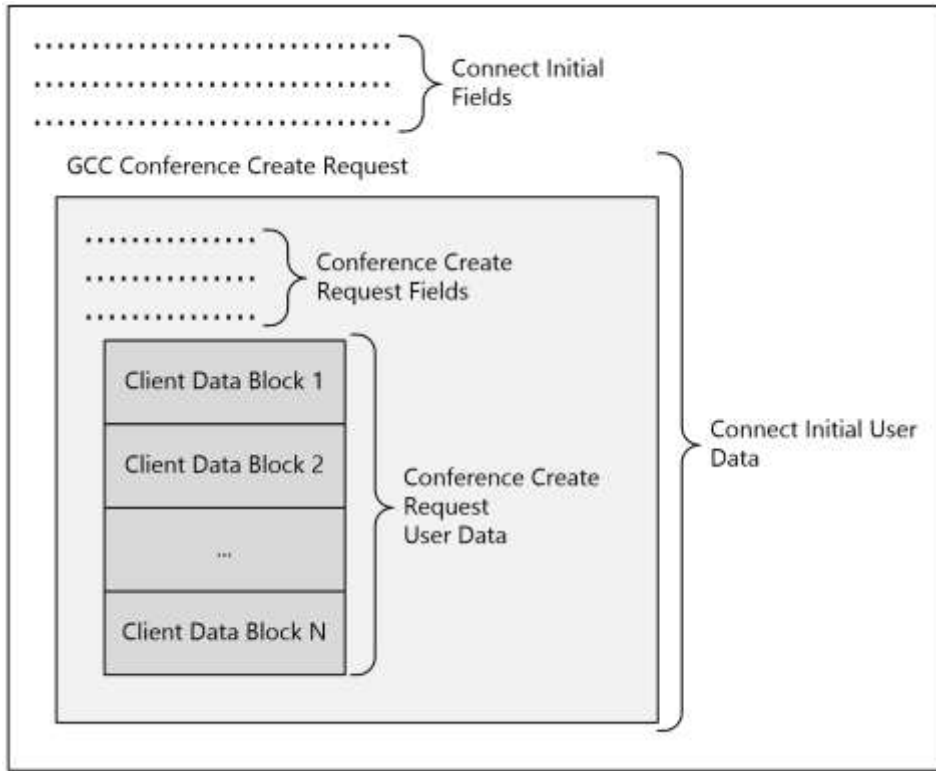 Connect Initial
Fields
GCC Conference Create Request
Conference Create
Request Fields
Client Data Block 1
Client Data Block 2
...
Client Data Block N
Conference Create
Request
User Data
Connect Initial User
Data